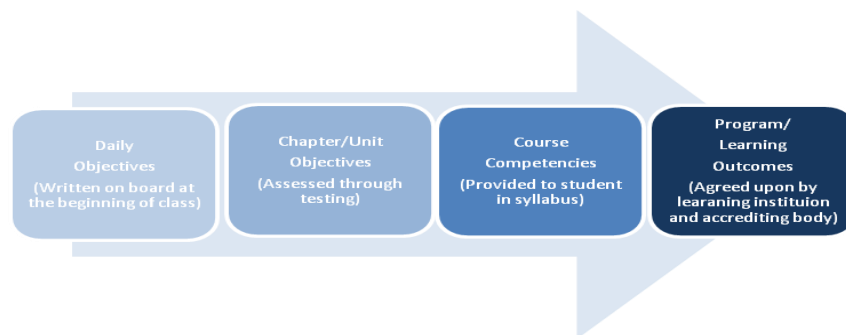 Daily
Objectives
(Written on board at
the beginning of class)
Chapter/Unit
Objectives
(Assessed through
testing)
Course
Competencies
(Provided to student
in syllabus)
Program/
Learning
Outcomes
(Agreed upon by
learaning instituion
and accrediting body)